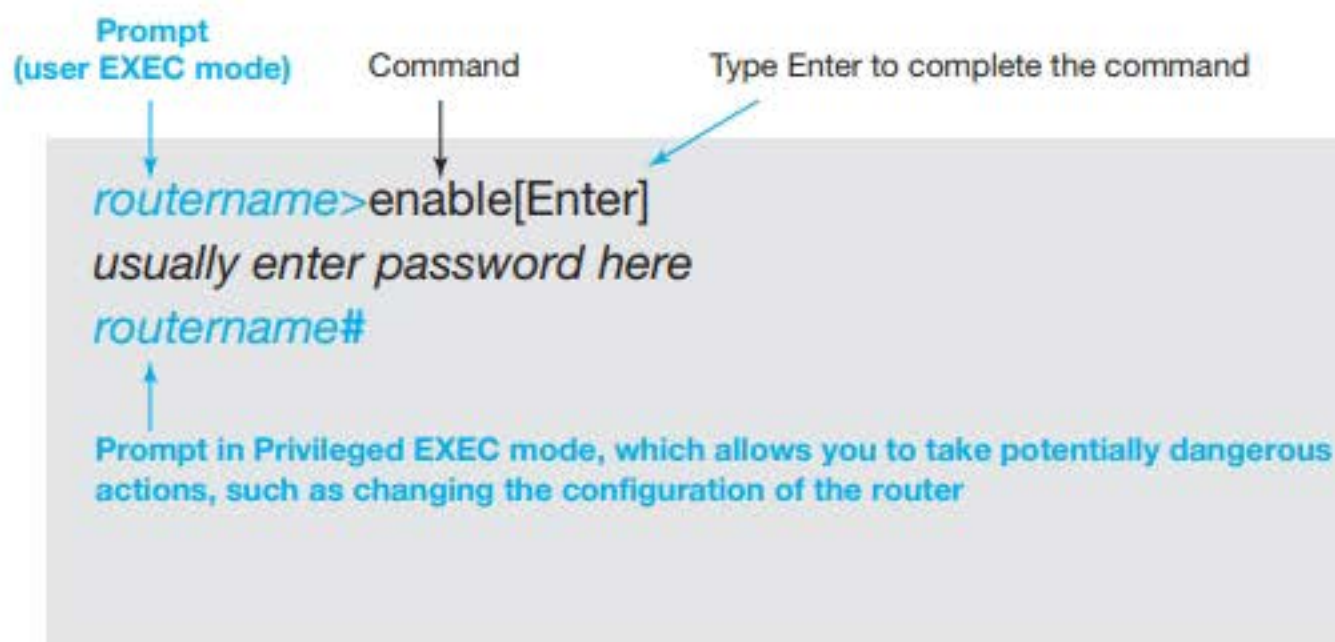 Prompt
(user EXEC mode)
Command
Type Enter to complete the command
routername>enable[Enter]
usually enter password here
routername#
Prompt in Privileged EXEC mode, which allows you to take potentially dangerous
actions, such as changing the configuration of the router